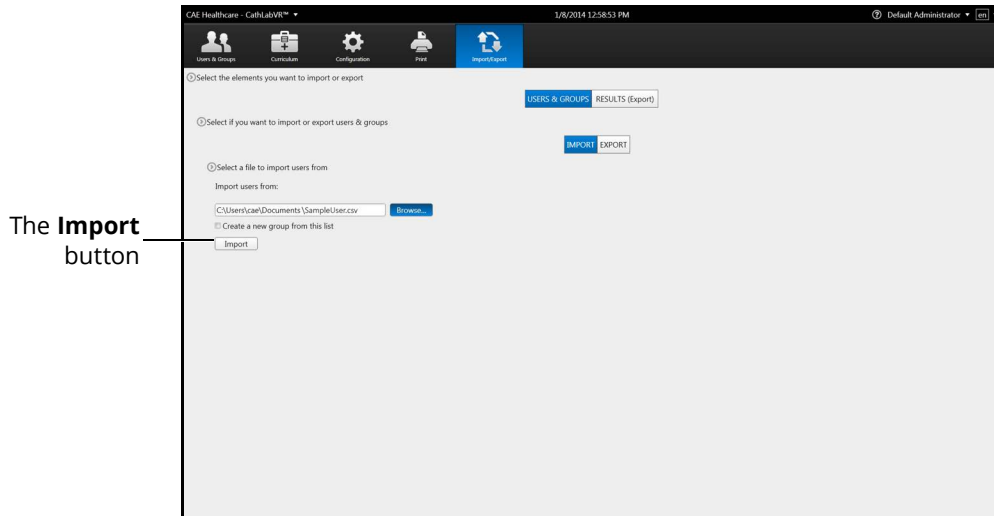 CAE Healthcare - CathLabVR™
1/8/2014 12:58:53 PM
Default Administrator
en
Users & Groups
Curriculum
Configuration
Print
Import/Export
Select the elements you want to import or export
USERS & GROUPS RESULTS (Export)
Select if you want to import or export users & groups
IMPORT EXPORT
Select a file to import users from
Import users from:
C:\Users\cae\Documents\SampleUser.csv Browse...
Create a new group from this list
Import
The Import
button